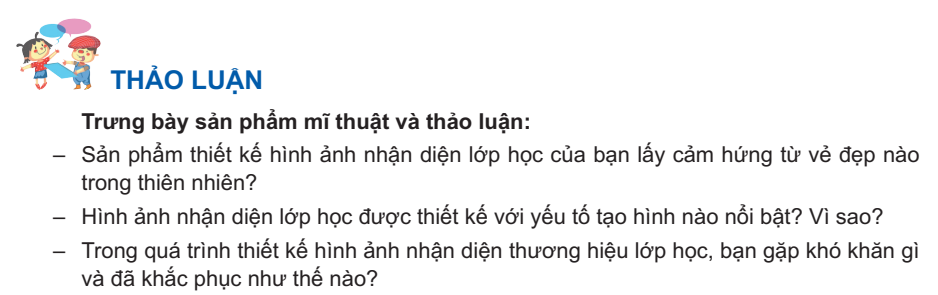 THẢO LUẬN
Trưng bày sản phẩm mĩ thuật và thảo luận:
– Sản phẩm thiết kế hình ảnh nhận diện lớp học của bạn lấy cảm hứng từ vẻ đẹp nào
trong thiên nhiên?
– Hình ảnh nhận diện lớp học được thiết kế với yếu tố tạo hình nào nổi bật? Vì sao?
– Trong quá trình thiết kế hình ảnh nhận diện thương hiệu lớp học, bạn gặp khó khăn gì
và đã khắc phục như thế nào?